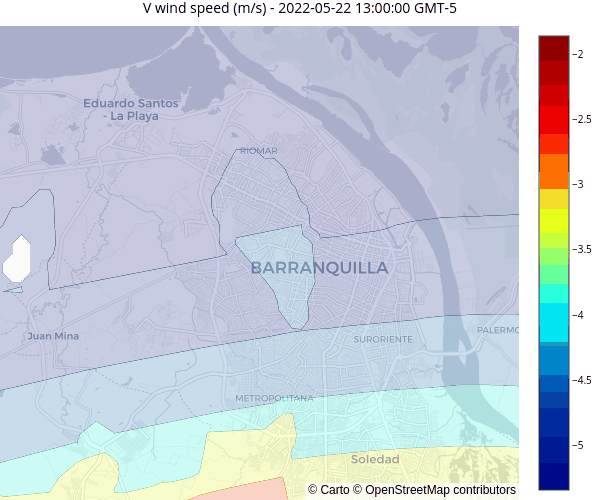 V wind speed (m/s) - 2022-05-22 13:00:00 GMT-5
−2
Eduardo Santos
- La Playa
−2.5
RIOMAR
−3
−3.5
BARRANQUILLA
−4
Juan Mina
SURORIENTE
PALERMO
−4.5
METROPOLITANA
−5
Soledad
© Carto © OpenStreetMap contributors